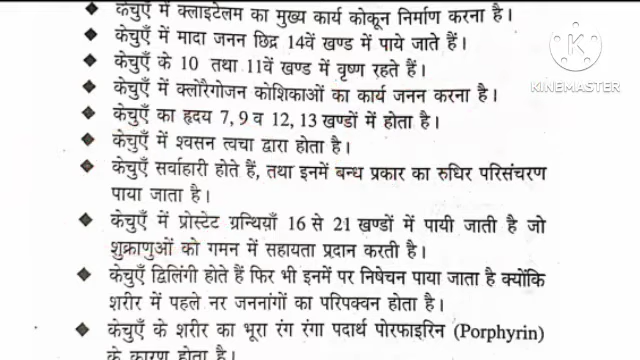 केचुएँ में क्लाइटेलम का मुख्य कार्य कोकून निर्माण करना है।
केचुएँ में मादा जनन छिद्र 14वें खण्ड में पाये जाते हैं।
केचुएँ के 10 तथा 11वें खण्ड में वृष्ण रहते हैं।
केचुएँ में क्लोरैगोजन कोशिकाओं का कार्य जनन करना है।
केचुएँ का हृदय 7, 9 व 12, 13 खण्डों में होता है।
केचुएँ में श्वसन त्वचा द्वारा होता है।
केचुएँ सर्वाहारी होते हैं, तथा इनमें बन्ध प्रकार का रुधिर परिसंचरण
पाया जाता है।
केचुएँ में प्रोस्टेट ग्रन्थियाँ 16 से 21 खण्डों में पायी जाती है जो
शुक्राणुओं को गमन में सहायता प्रदान करती है।
केचुएँ द्विलिंगी होते हैं फिर भी इनमें पर निषेचन पाया जाता है क्योंकि
शरीर में पहले नर जननांगों का परिपक्वन होता है।
केचुएँ के शरीर का भूरा रंग रंगा पदार्थ पोरफाइरिन (Porphyrin)
के कारण होता है।
KINEMASTER